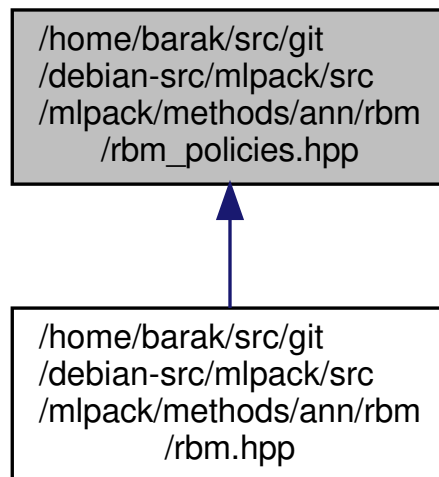 /home/barak/src/git
/debian-src/mlpack/src
/mlpack/methods/ann/rbm
/rbm_policies.hpp
/home/barak/src/git
/debian-src/mlpack/src
/mlpack/methods/ann/rbm
/rbm.hpp